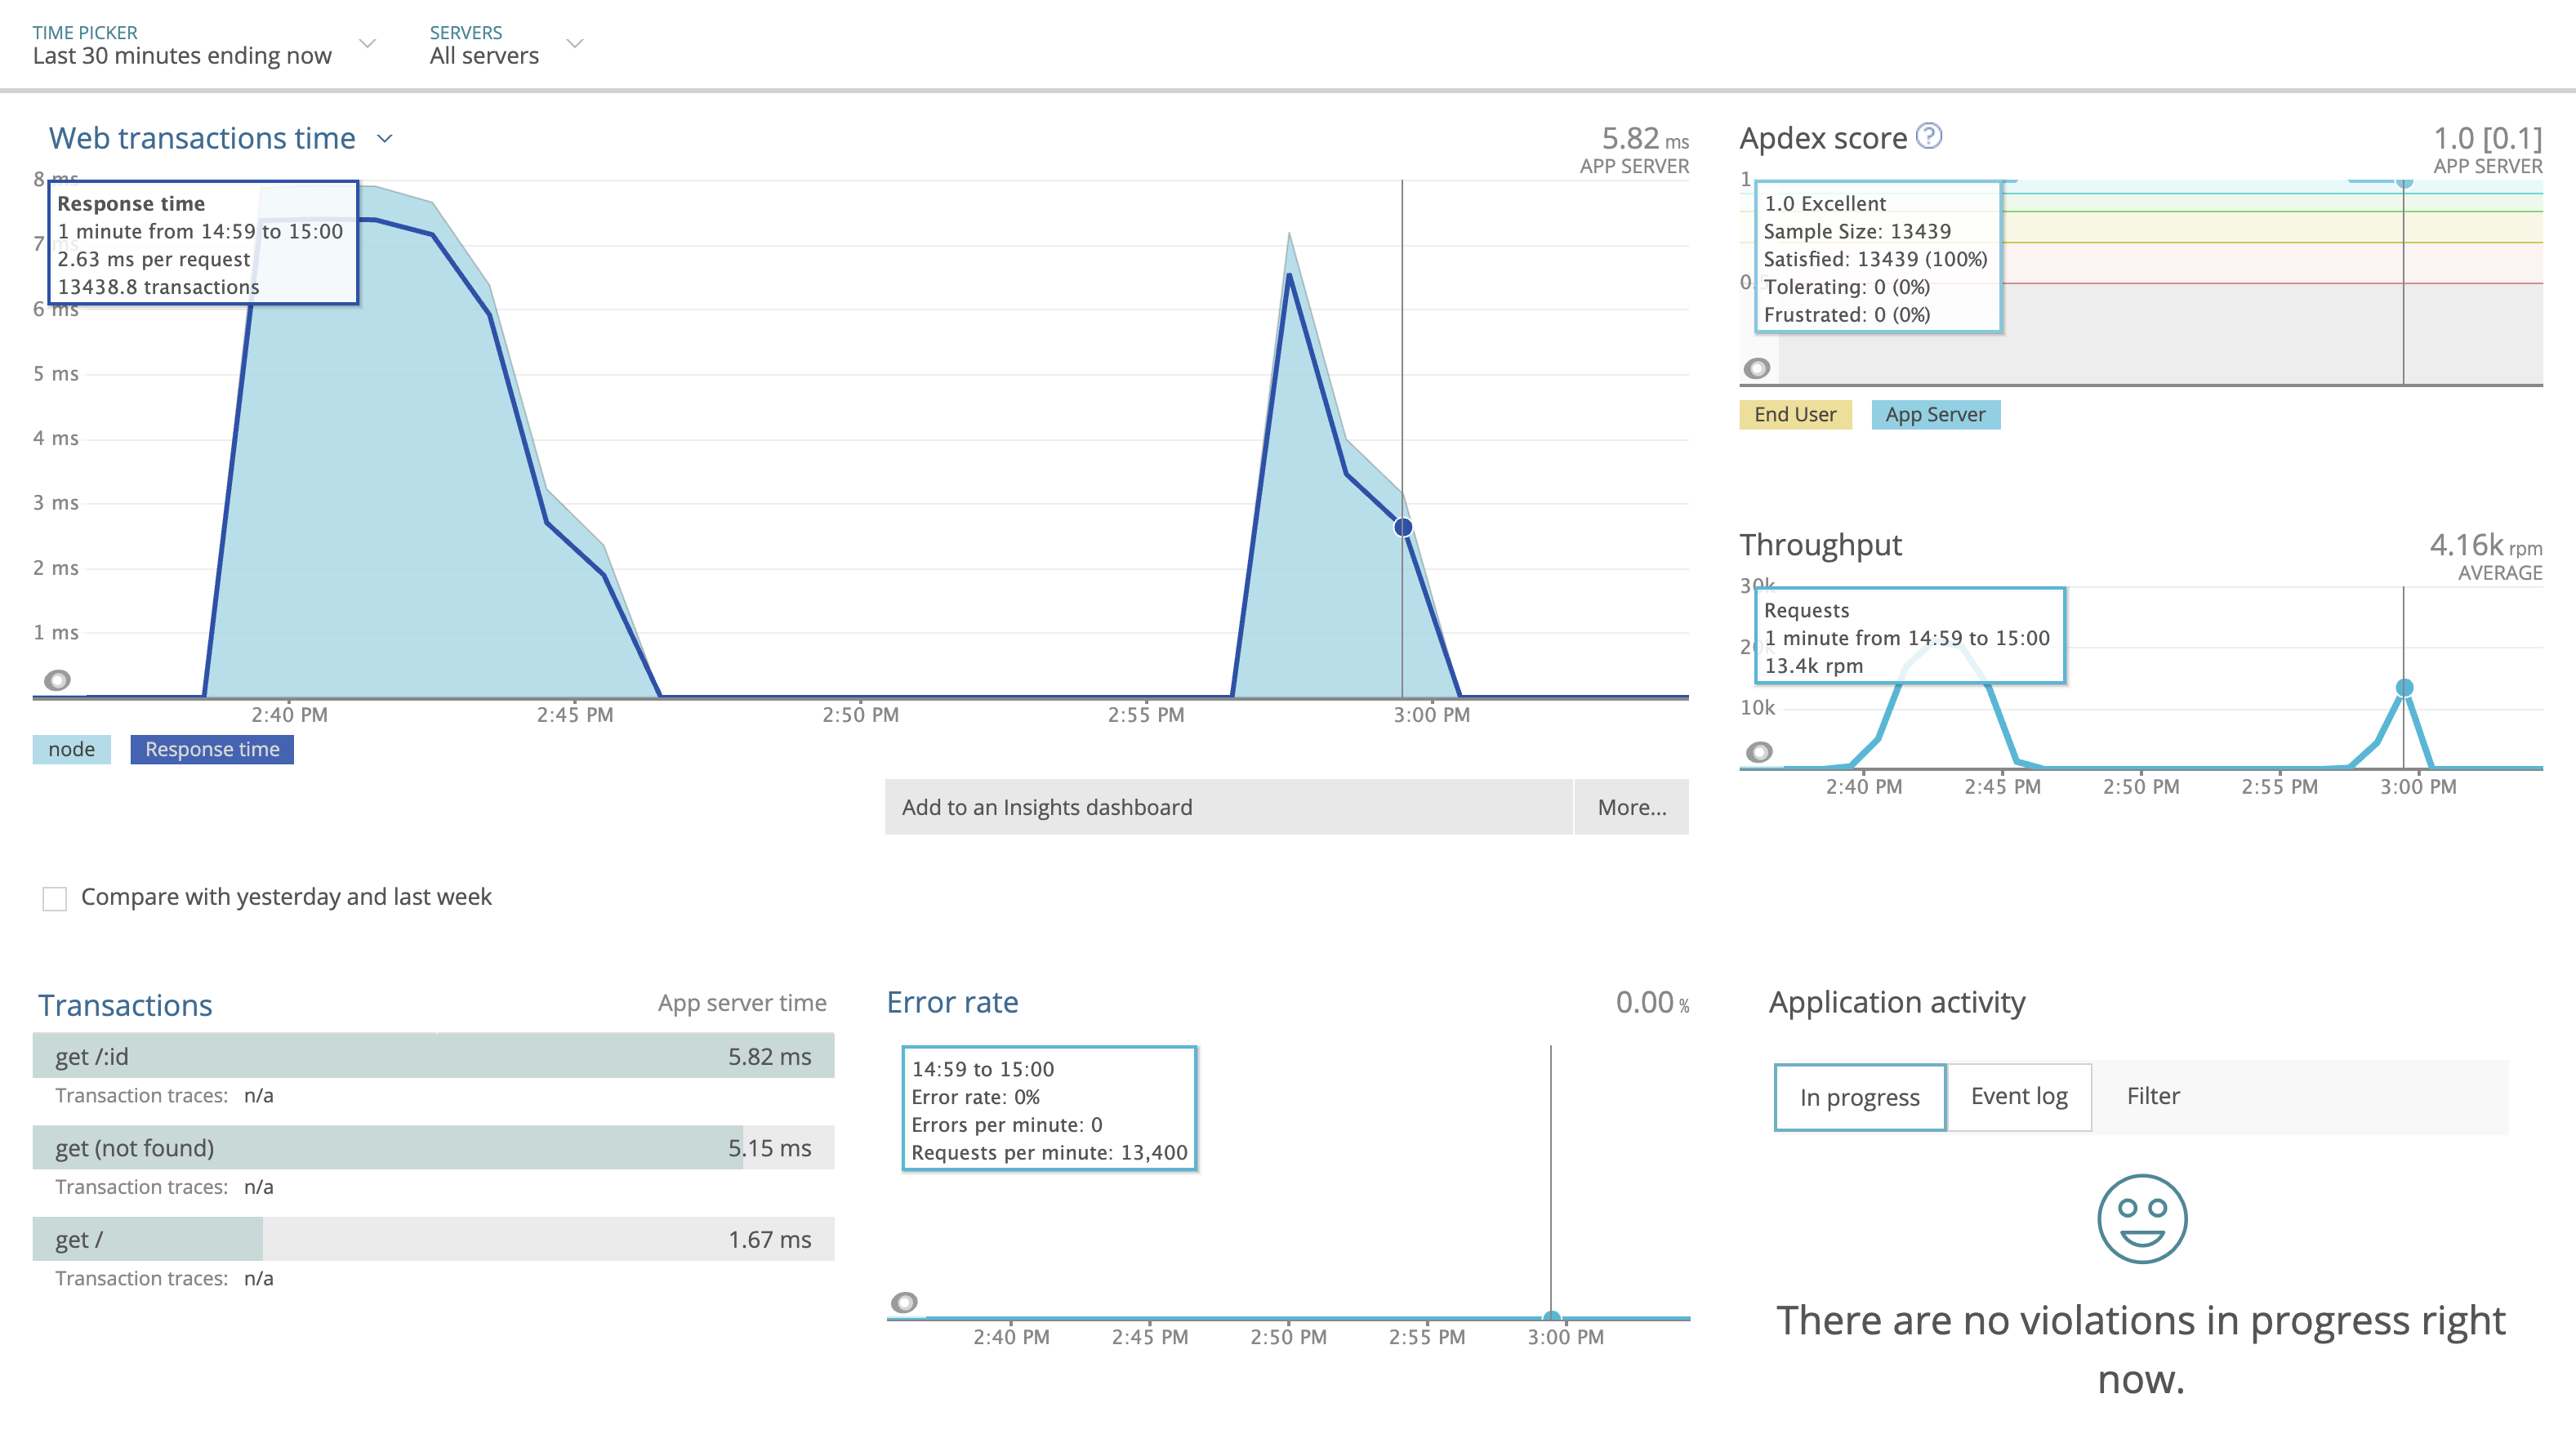 TIME PICKER
Last 30 minutes ending now
SERVERS
All servers
Web transactions time
5.82 ms
APP SERVER
8 ms
7 ms
6 ms
5 ms
4 ms
3 ms
2 ms
1 ms
Response time
1 minute from 14:59 to 15:00
2.63 ms per request
13438.8 transactions
2:40 PM
2:45 PM
2:50 PM
2:55 PM
3:00 PM
node
Response time
Add to an Insights dashboard
More...
Compare with yesterday and last week
Apdex score ?
1.0 [0.1]
APP SERVER
1
0.5
1.0 Excellent
Sample Size: 13439
Satisfied: 13439 (100%)
Tolerating: 0 (0%)
Frustrated: 0 (0%)
End User
App Server
Throughput
4.16k rpm
AVERAGE
30k
20k
10k
Requests
1 minute from 14:59 to 15:00
13.4k rpm
2:40 PM
2:45 PM
2:50 PM
2:55 PM
3:00 PM
Transactions
App server time
get /:id
5.82 ms
Transaction traces: n/a
get (not found)
5.15 ms
Transaction traces: n/a
get /
1.67 ms
Transaction traces: n/a
Error rate
0.00 %
14:59 to 15:00
Error rate: 0%
Errors per minute: 0
Requests per minute: 13,400
2:40 PM
2:45 PM
2:50 PM
2:55 PM
3:00 PM
Application activity
In progress
Event log
Filter
There are no violations in progress right
now.